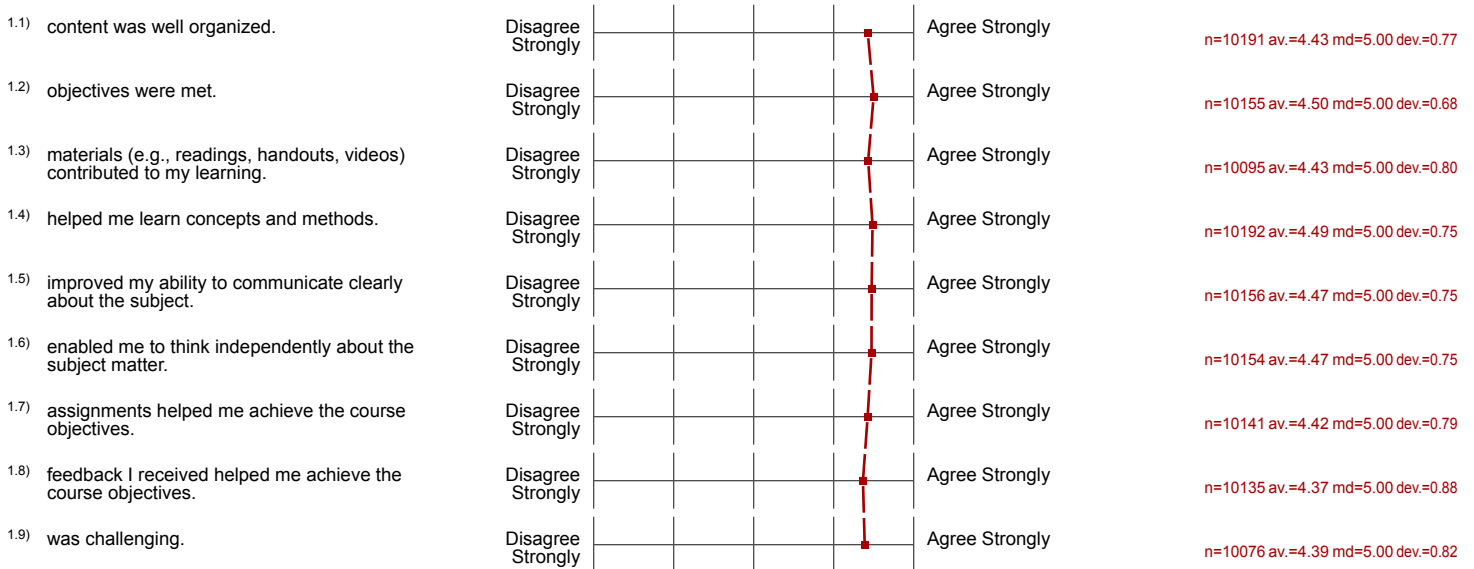 1.1) content was well organized. Disagree Strongly Agree Strongly n=10191 av.=4.43 md=5.00 dev.=0.77
1.2) objectives were met. Disagree Strongly Agree Strongly n=10155 av.=4.50 md=5.00 dev.=0.68
1.3) materials (e.g., readings, handouts, videos)
contributed to my learning. Disagree Strongly Agree Strongly n=10095 av.=4.43 md=5.00 dev.=0.80
1.4) helped me learn concepts and methods. Disagree Strongly Agree Strongly n=10192 av.=4.49 md=5.00 dev.=0.75
1.5) improved my ability to communicate clearly
about the subject. Disagree Strongly Agree Strongly n=10156 av.=4.47 md=5.00 dev.=0.75
1.6) enabled me to think independently about the
subject matter. Disagree Strongly Agree Strongly n=10154 av.=4.47 md=5.00 dev.=0.75
1.7) assignments helped me achieve the course
objectives. Disagree Strongly Agree Strongly n=10141 av.=4.42 md=5.00 dev.=0.79
1.8) feedback I received helped me achieve the
course objectives. Disagree Strongly Agree Strongly n=10135 av.=4.37 md=5.00 dev.=0.88
1.9) was challenging. Disagree Strongly Agree Strongly n=10076 av.=4.39 md=5.00 dev.=0.82